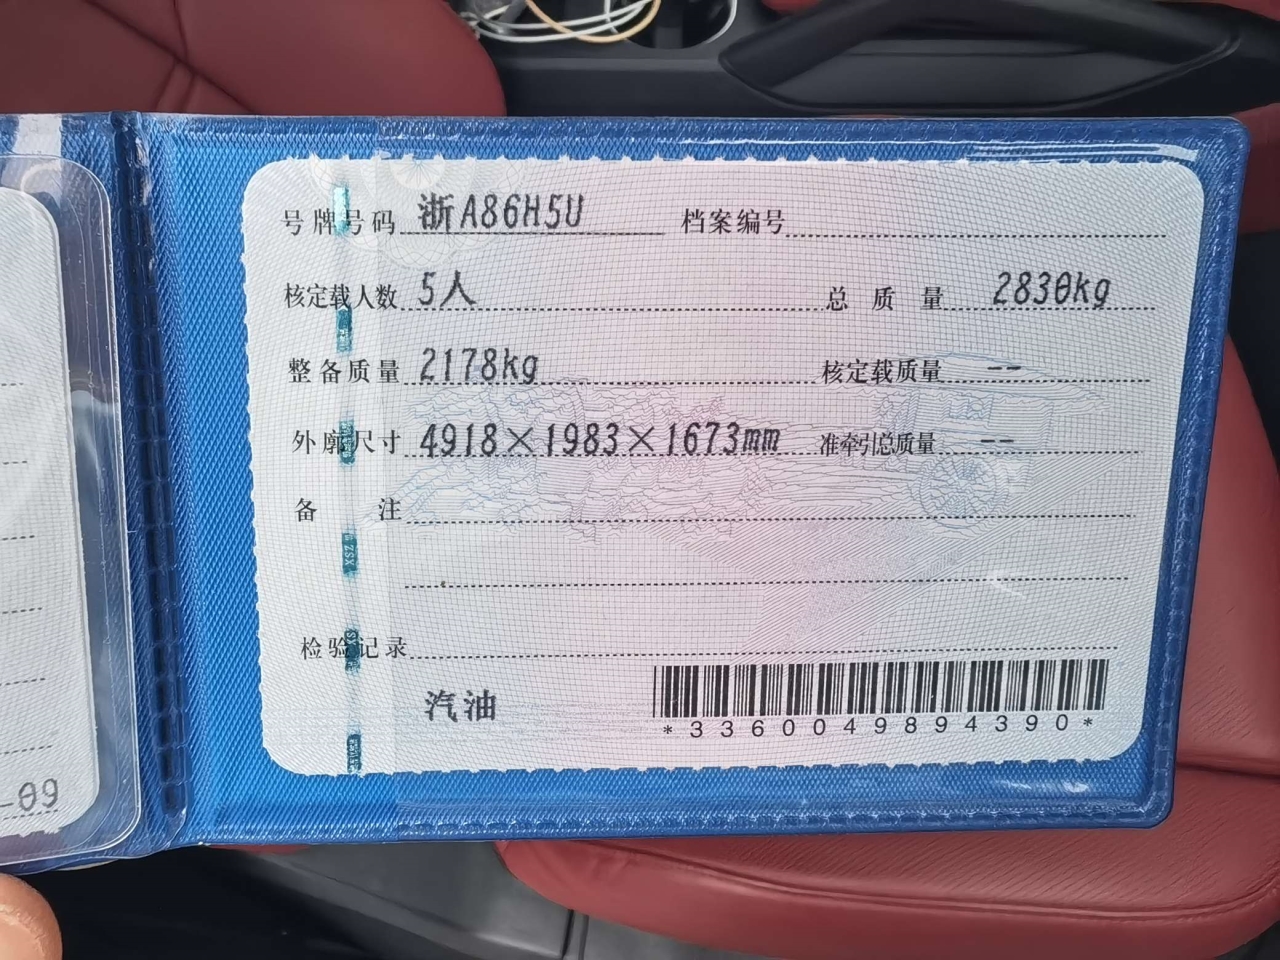 号牌号码 浙A86H5U 档案编号
核定载人数 5人 总质量 2830kg
整备质量 2178kg 核定载质量 --
外廓尺寸 4918×1983×1673mm 准牵引总质量 --
备注
检验记录
汽油
*3360049894390*
-09
ZSX